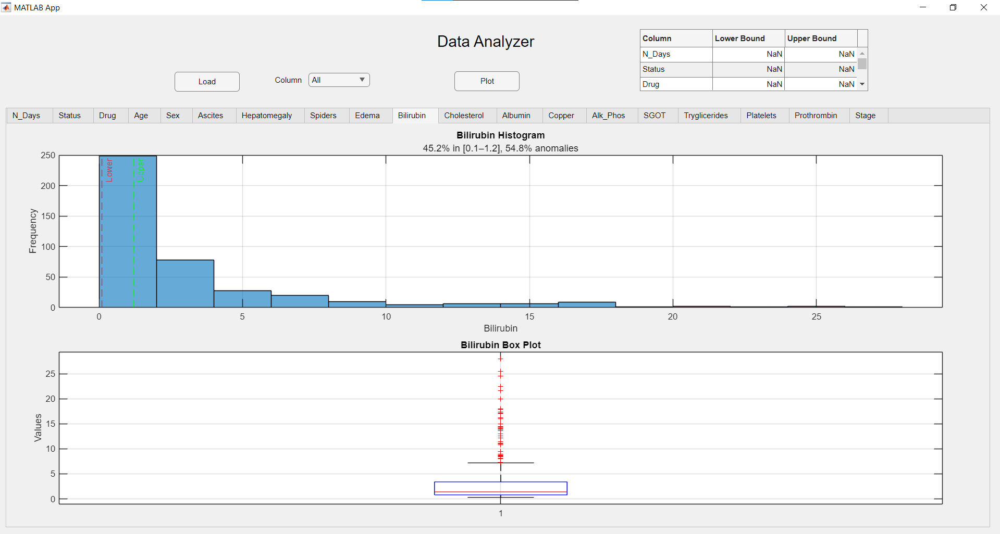 MATLAB App
Data Analyzer
Column Lower Bound Upper Bound
N_Days NaN NaN
Status NaN NaN
Drug NaN NaN
Load Column All Plot
N_Days Status Drug Age Sex Ascites Hepatomegaly Spiders Edema Bilirubin Cholesterol Albumin Copper Alk_Phos SGOT Tryglicerides Platelets Prothrombin Stage
Bilirubin Histogram
45.2% in [0.1–1.2], 54.8% anomalies
Lower
Upper
Frequency
250
200
150
100
50
0
0 5 10 15 20 25
Bilirubin
Bilirubin Box Plot
Values
25
20
15
10
5
0
1